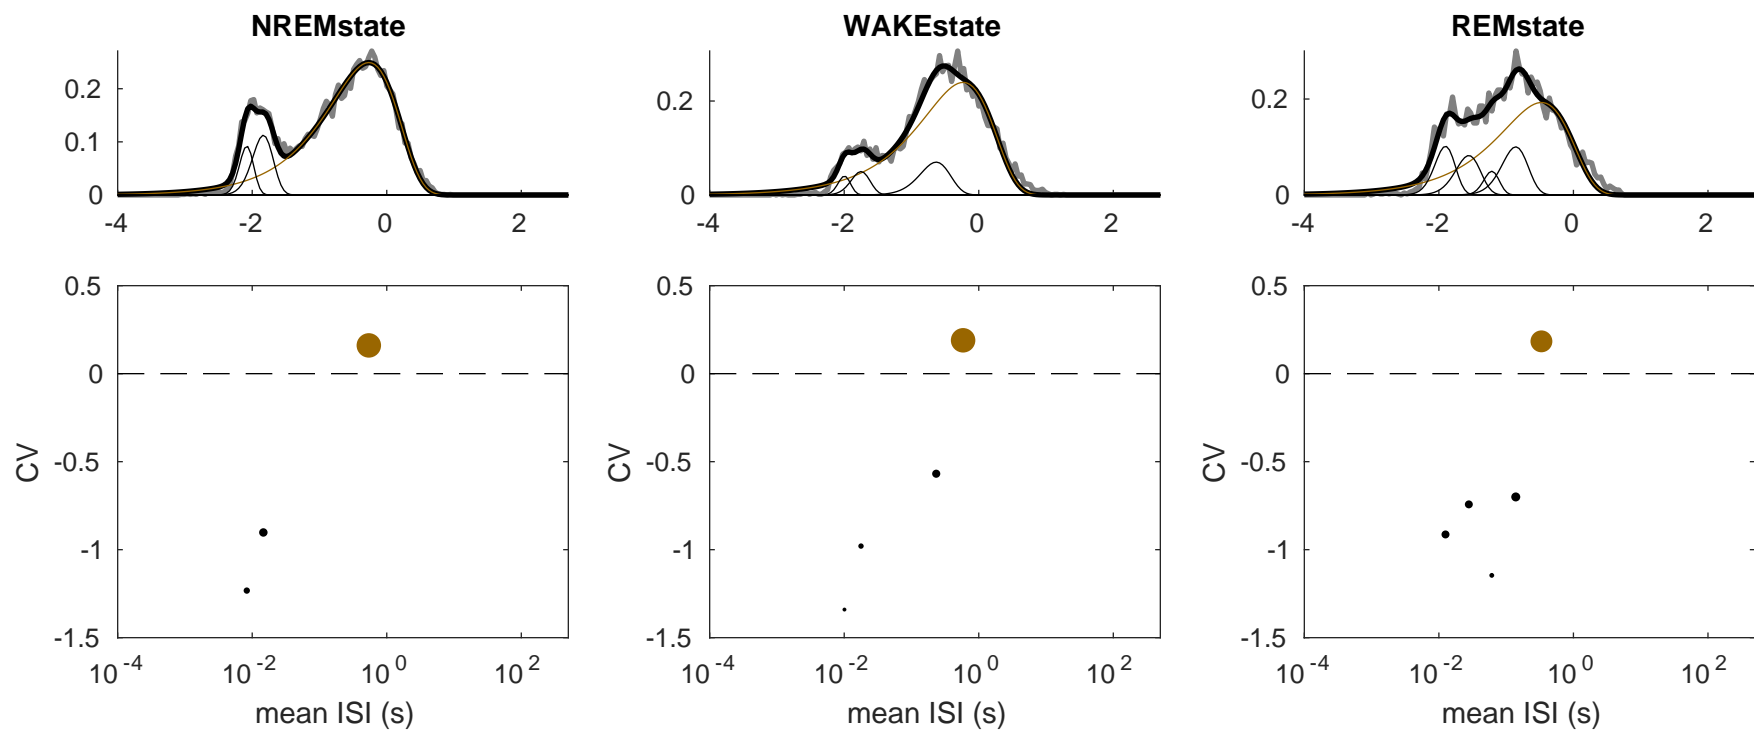 NREMstate WAKEstate REMstate
0.2 0.2 0.2
0.1
0 0 0
-4 -2 0 2 -4 -2 0 2 -4 -2 0 2
0.5 0.5 0.5
0 0 0
-0.5 -0.5 -0.5
-1 -1 -1
-1.5 -1.5 -1.5
CV CV CV
10^-4 10^-2 10^0 10^2 10^-4 10^-2 10^0 10^2 10^-4 10^-2 10^0 10^2
mean ISI (s) mean ISI (s) mean ISI (s)